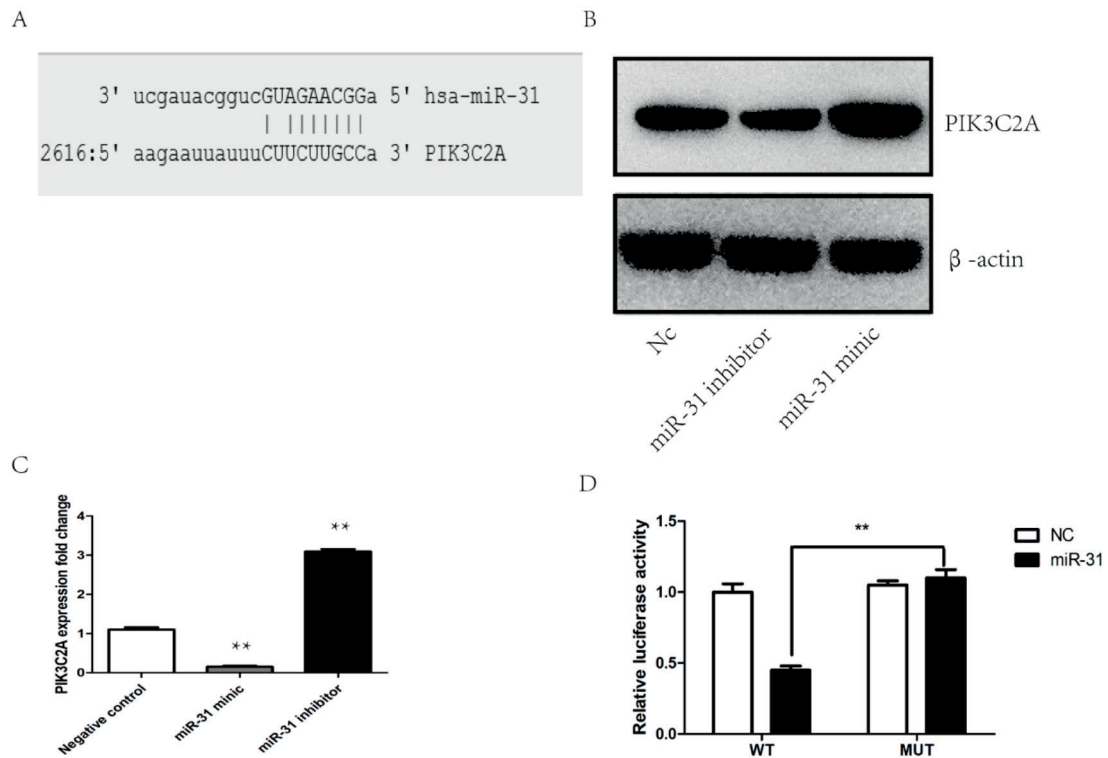 A
3' ucgauacggucGUAGAACGGa 5' hsa-miR-31
| |||||||
2616:5' aagaauuauuuCUUCUUGCCa 3' PIK3C2A
B
PIK3C2A
β -actin
Nc
miR-31 inhibitor
miR-31 minic
C
PIK3C2A expression fold change
4
3
2
1
0
**
**
Negative control
miR-31 minic
miR-31 inhibitor
D
Relative luciferase activity
1.5
1.0
0.5
0.0
**
WT
MUT
NC
miR-31